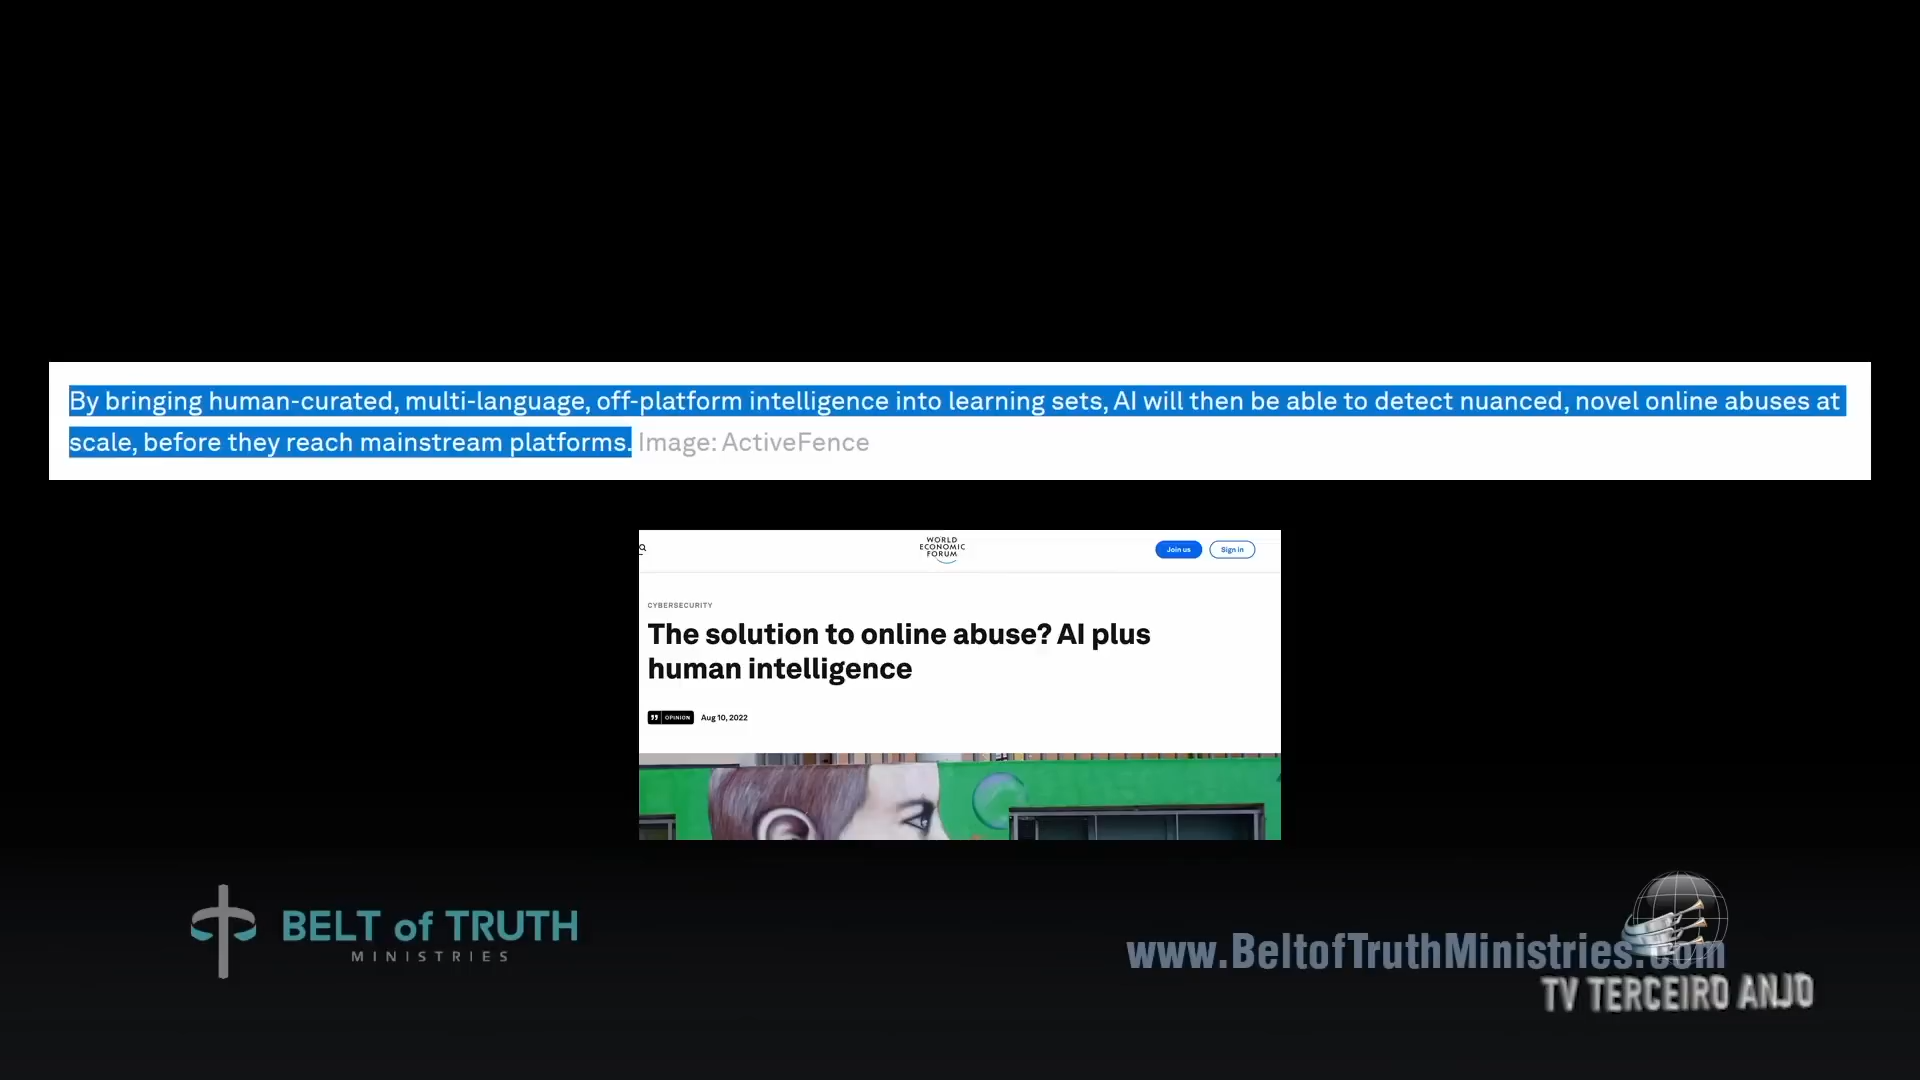 By bringing human-curated, multi-language, off-platform intelligence into learning sets, AI will then be able to detect nuanced, novel online abuses at
scale, before they reach mainstream platforms. Image: ActiveFence
WORLD
ECONOMIC
FORUM
Join us
Sign in
CYBERSECURITY
The solution to online abuse? AI plus
human intelligence
OPINION
Aug 10, 2022
BELT of TRUTH
MINISTRIES
www.BeltofTruthMinistries.com
TV TERCEIRO ANJO